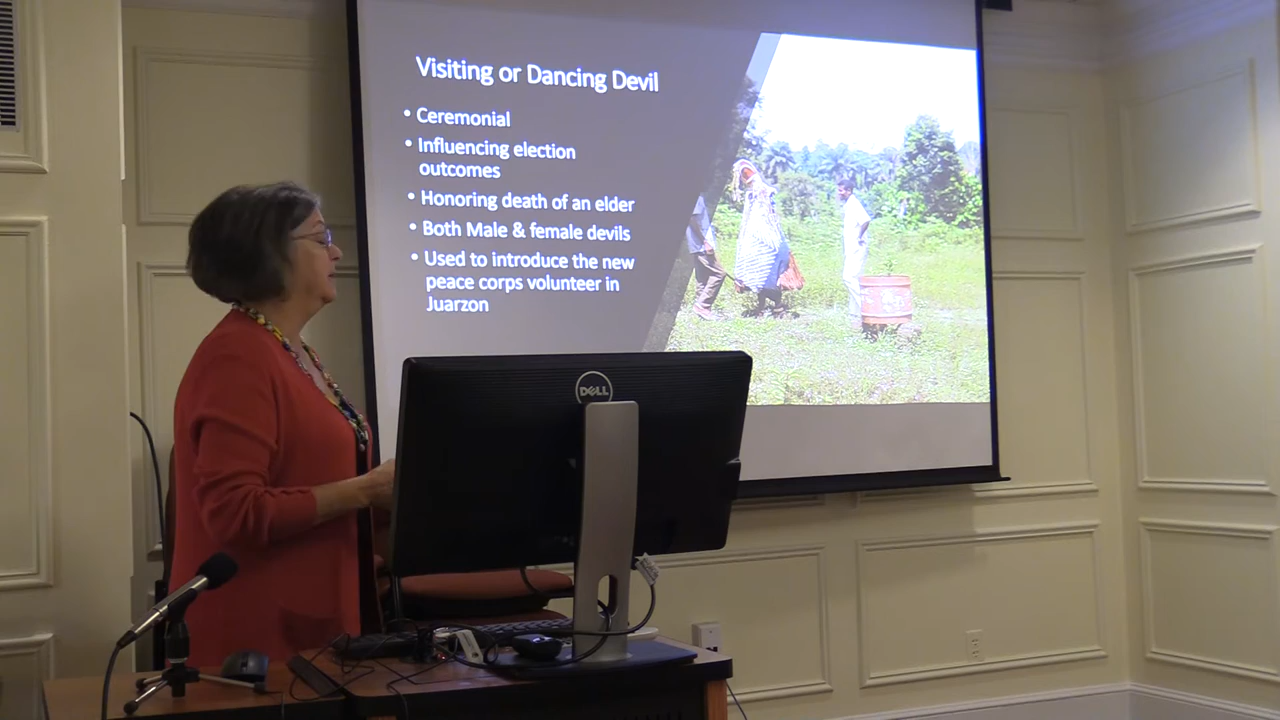 Visiting or Dancing Devil
• Ceremonial
• Influencing election
outcomes
• Honoring death of an elder
• Both Male & female devils
• Used to introduce the new
peace corps volunteer in
Juarzon
DELL